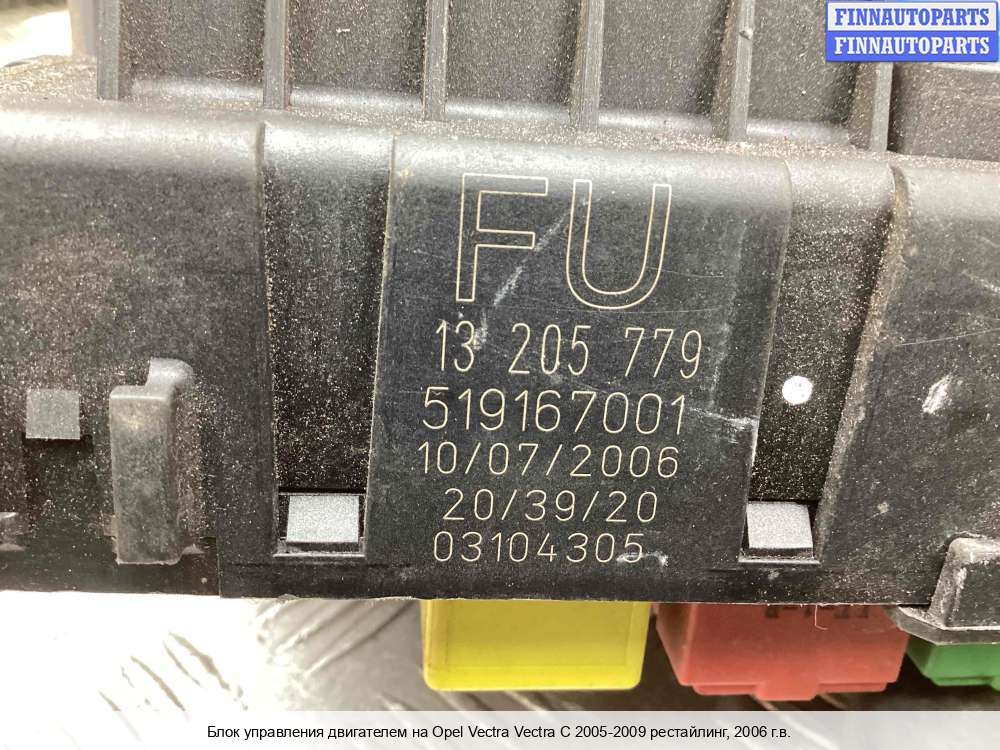 FINNAUTOPARTS
FINNAUTOPARTS
FU
13 205 779
519167001
10/07/2006
20/39/20
03104305
Блок управления двигателем на Opel Vectra Vectra C 2005-2009 рестайлинг, 2006 г.в.